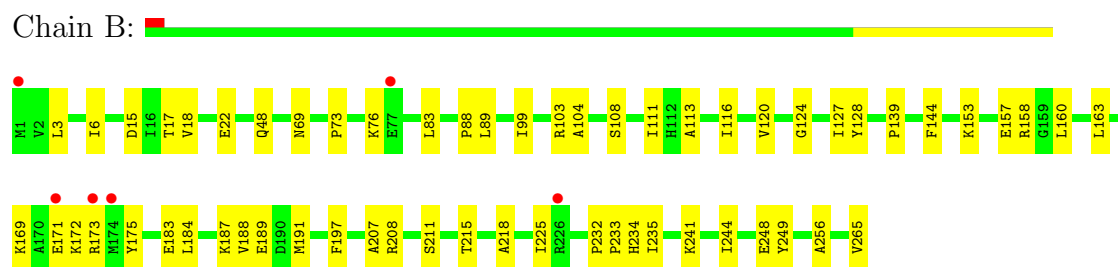 Chain B:
M1 V2 L3 I6 D15 I16 T17 V18 E22 Q48 N69 P73 K76 E77 L83 P88 L89 I99 R103 A104 S108 I111 H112 A113 I116 V120 G124 I127 Y128 P139 F144 K153 E157 R158 G159 L160 L163
K169 A170 E171 K172 R173 M174 Y175 E183 L184 K187 V188 E189 D190 M191 F197 A207 R208 S211 T215 A218 I225 R226 P232 P233 H234 I235 K241 I244 E248 Y249 A256 V265